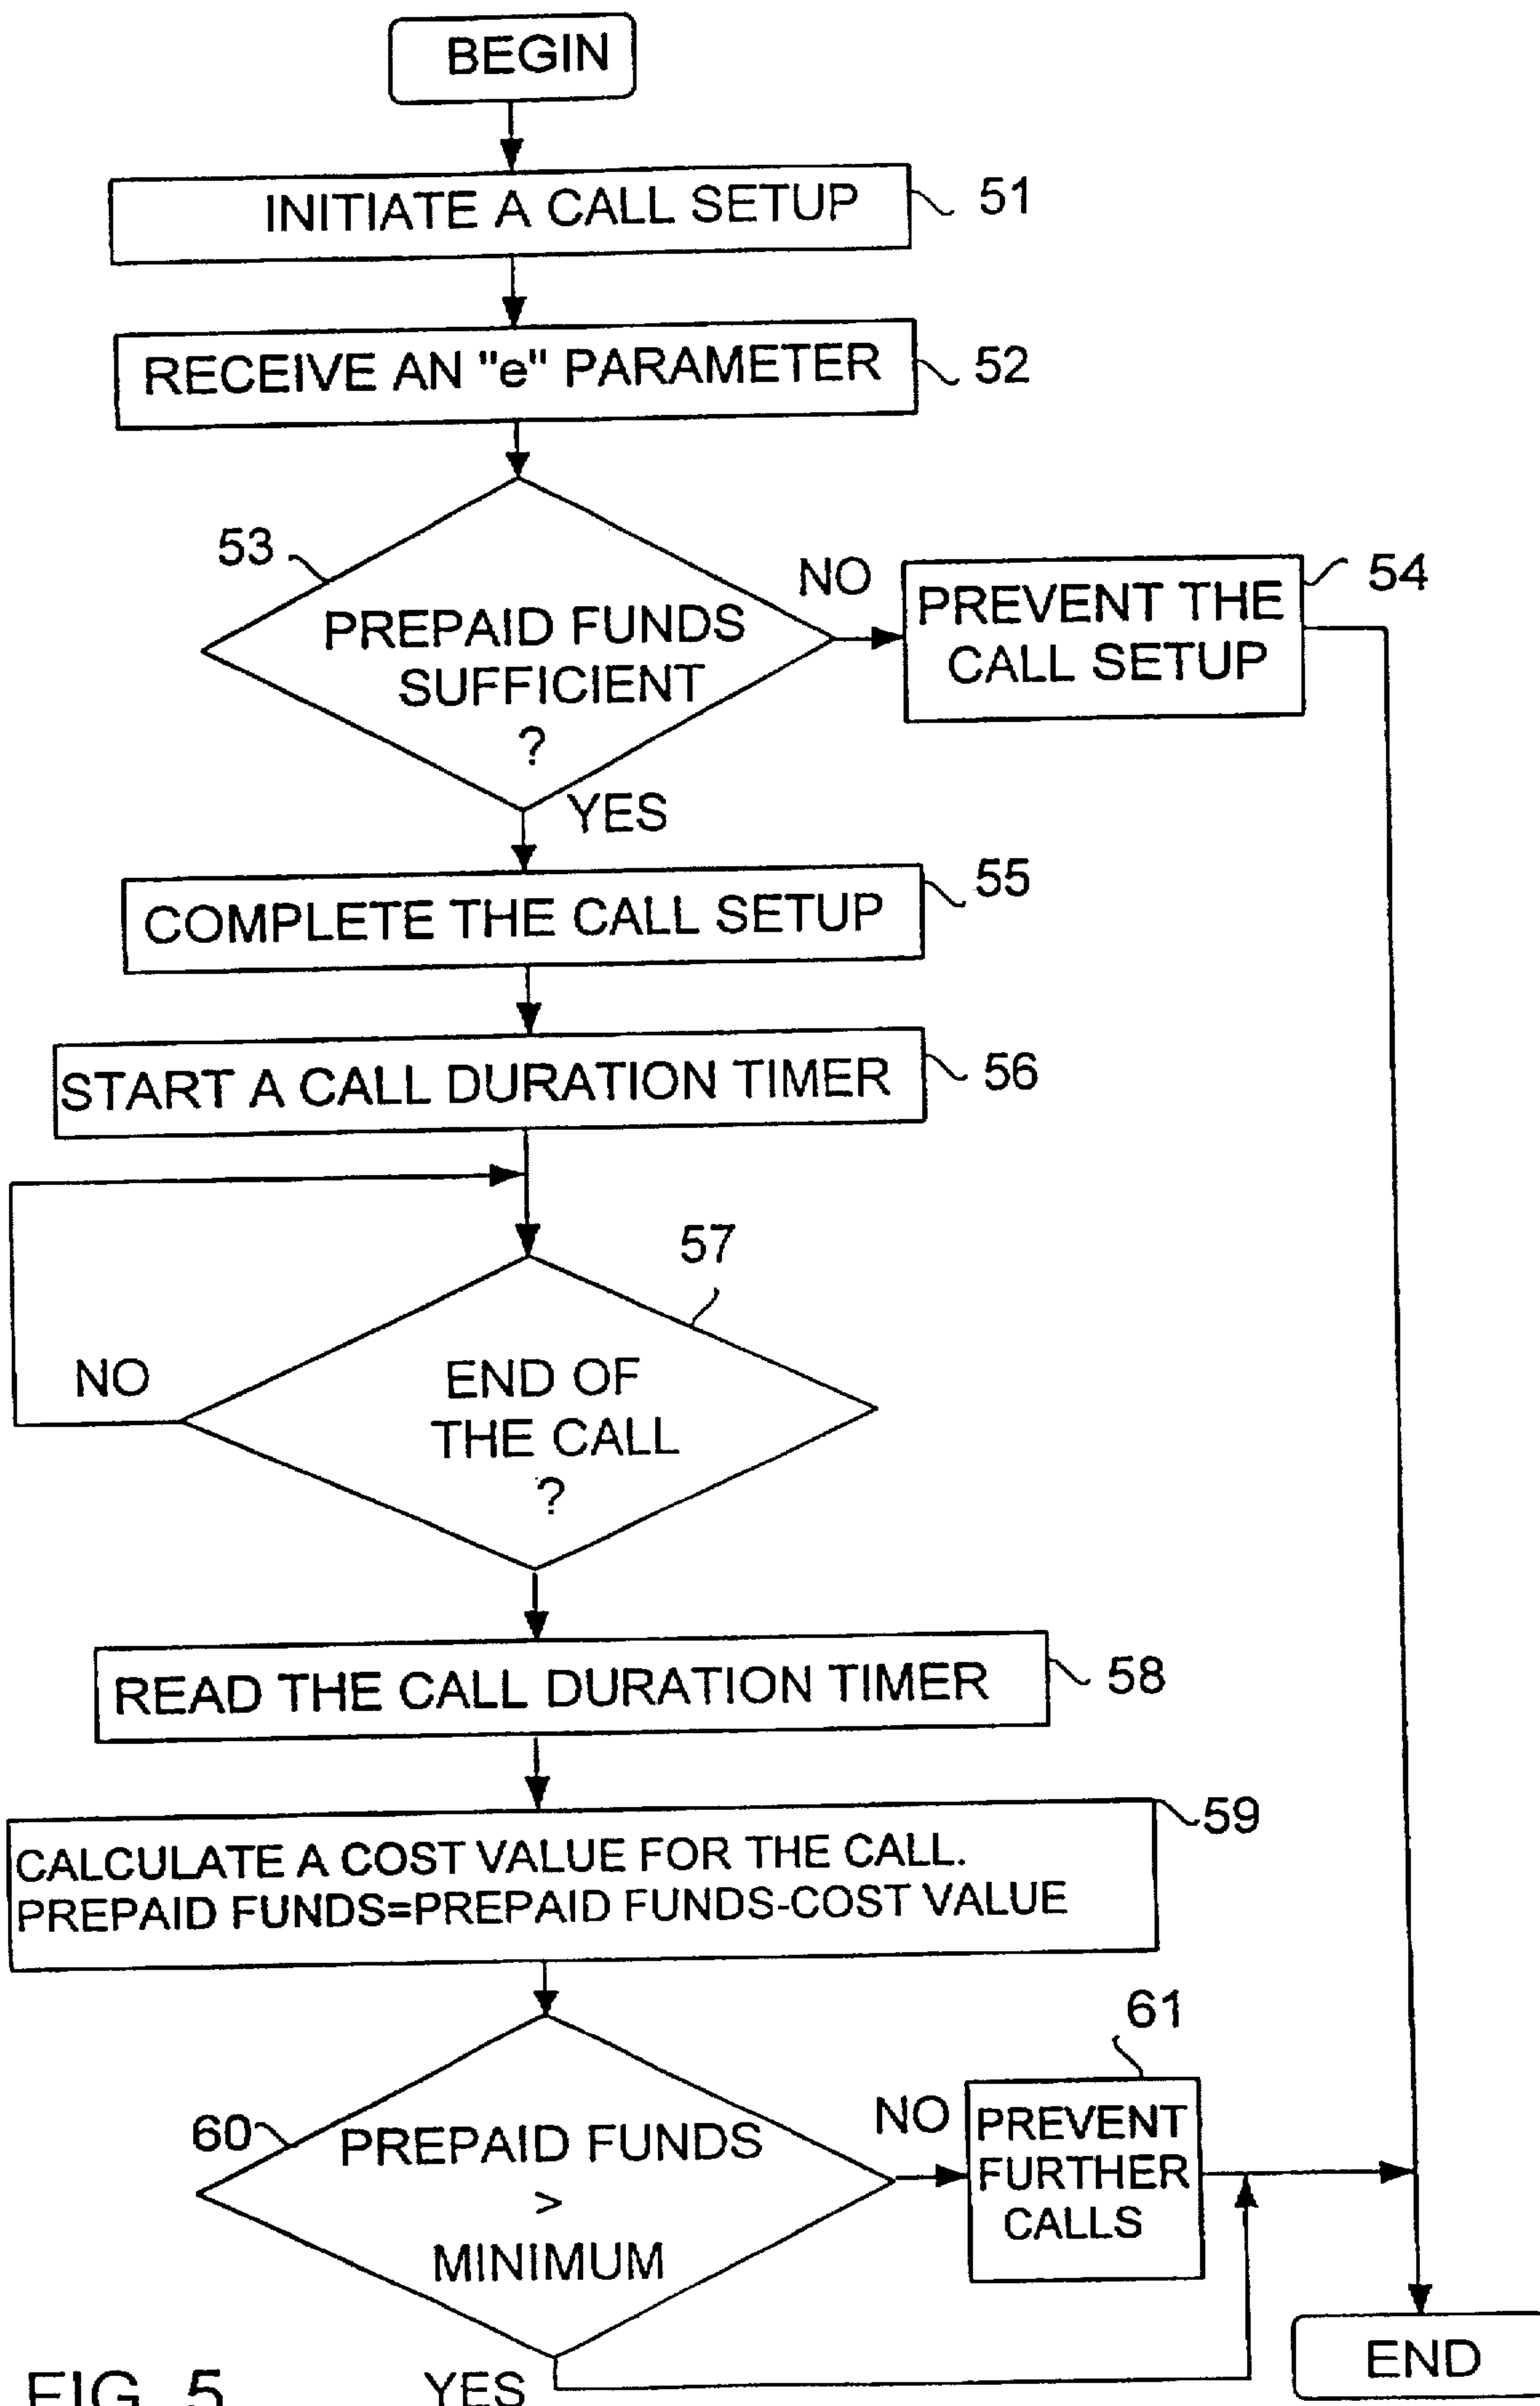 BEGIN
INITIATE A CALL SETUP
51
RECEIVE AN "e" PARAMETER
52
53
PREPAID FUNDS
SUFFICIENT
?
NO
PREVENT THE
CALL SETUP
54
YES
COMPLETE THE CALL SETUP
55
START A CALL DURATION TIMER
56
57
NO
END OF
THE CALL
?
READ THE CALL DURATION TIMER
58
59
CALCULATE A COST VALUE FOR THE CALL.
PREPAID FUNDS=PREPAID FUNDS-COST VALUE
60
PREPAID FUNDS
>
MINIMUM
NO
61
PREVENT
FURTHER
CALLS
YES
END
FIG. 5